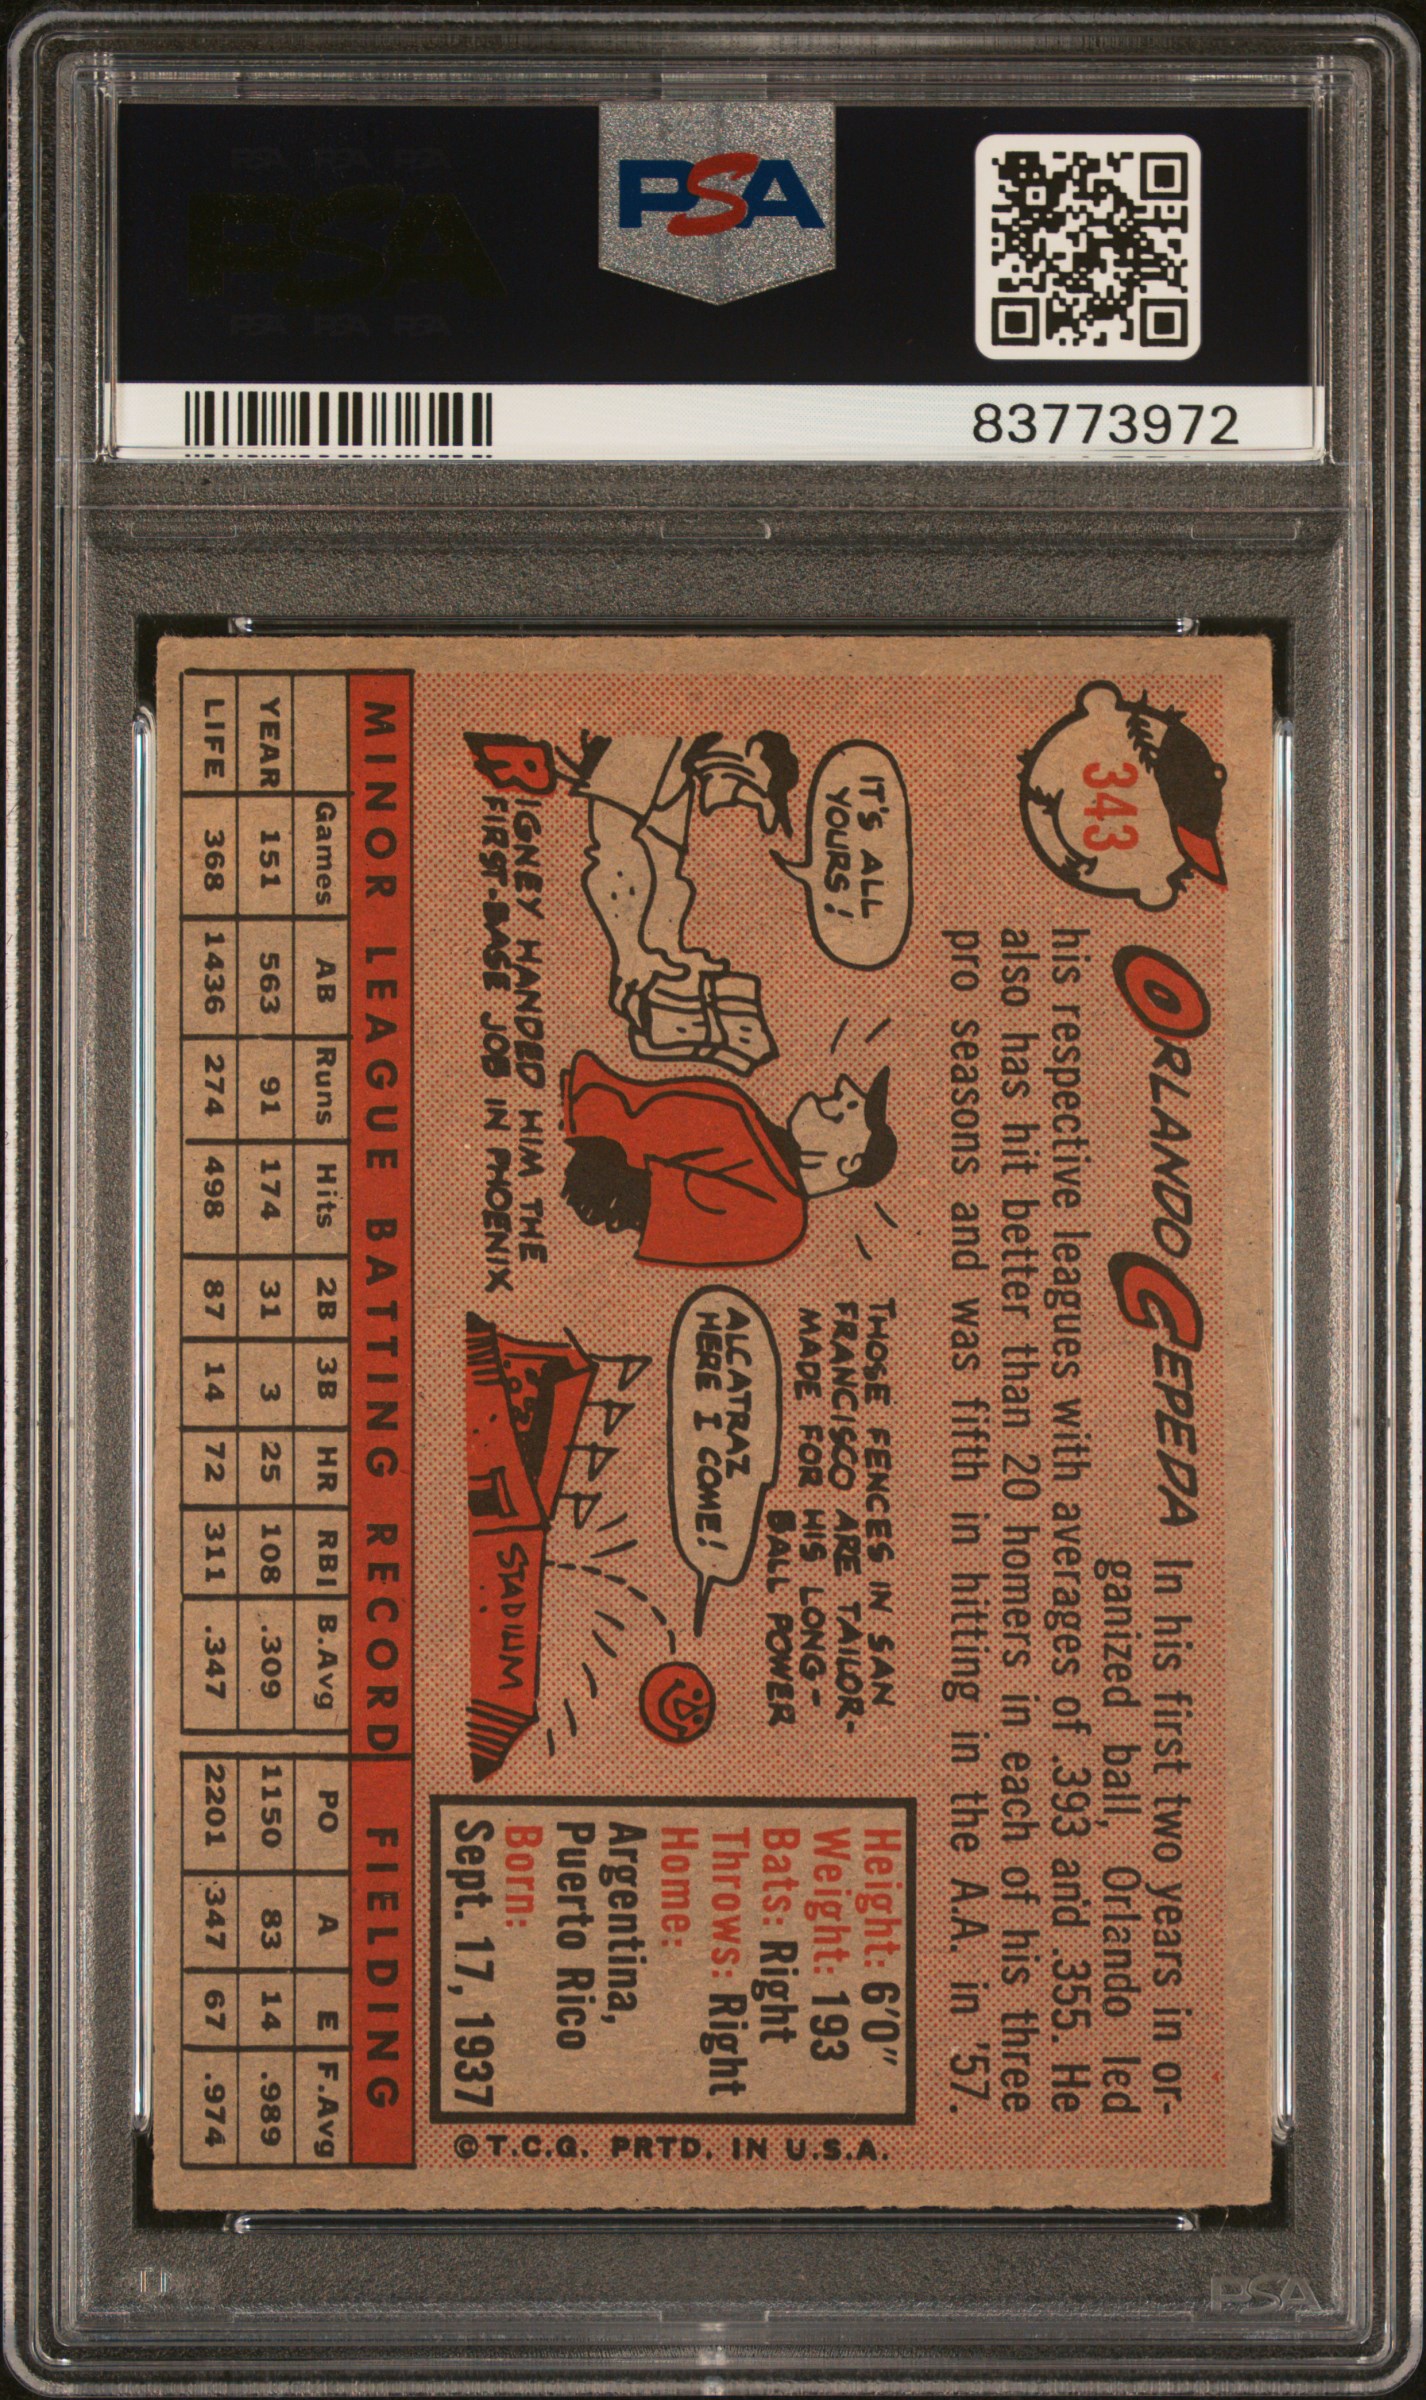 PSA
83773972
343
ORLANDO CEPEDA In his first two years in or-
ganized ball, Orlando led
his respective leagues with averages of .393 and .355. He
also has hit better than 20 homers in each of his three
pro seasons and was fifth in hitting in the A.A. in '57.
IT'S ALL
YOURS!
RIGNEY HANDED HIM THE
FIRST-BASE JOB IN PHOENIX
THOSE FENCES IN SAN
FRANCISCO ARE TAILOR-
MADE FOR HIS LONG-
BALL POWER
ALCATRAZ
HERE I COME!
STADIUM
Height: 6'0"
Weight: 193
Bats: Right
Throws: Right
Home:
Argentina,
Puerto Rico
Born:
Sept. 17, 1937
© T.C.G. PRTD. IN U.S.A.
MINOR LEAGUE BATTING RECORD FIELDING
Games AB Runs Hits 2B 3B HR RBI B.Avg PO A E F.Avg
YEAR 151 563 91 174 31 3 25 108 .309 1150 83 14 .989
LIFE 368 1436 274 498 87 14 72 311 .347 2201 347 67 .974
PSA